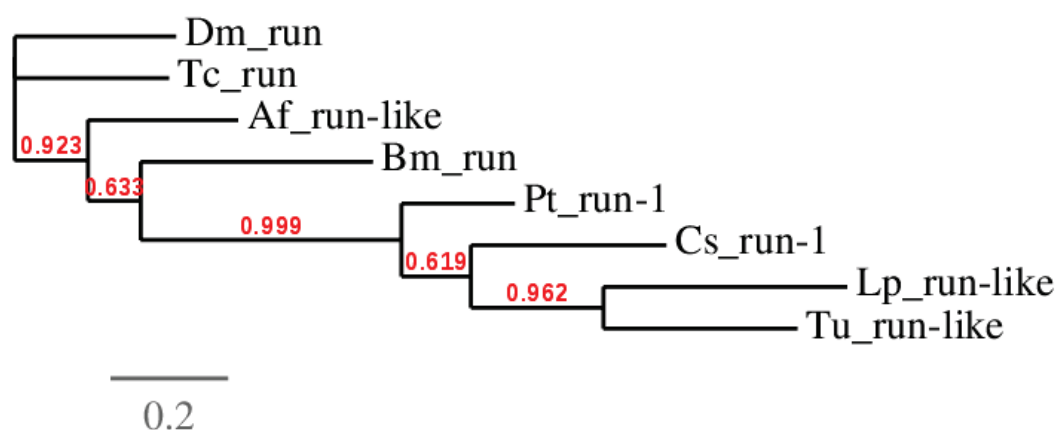 Dm_run
Tc_run
Af_run-like
0.923
Bm_run
0.633
Pt_run-1
0.999
Cs_run-1
0.619
Lp_run-like
0.962
Tu_run-like
0.2